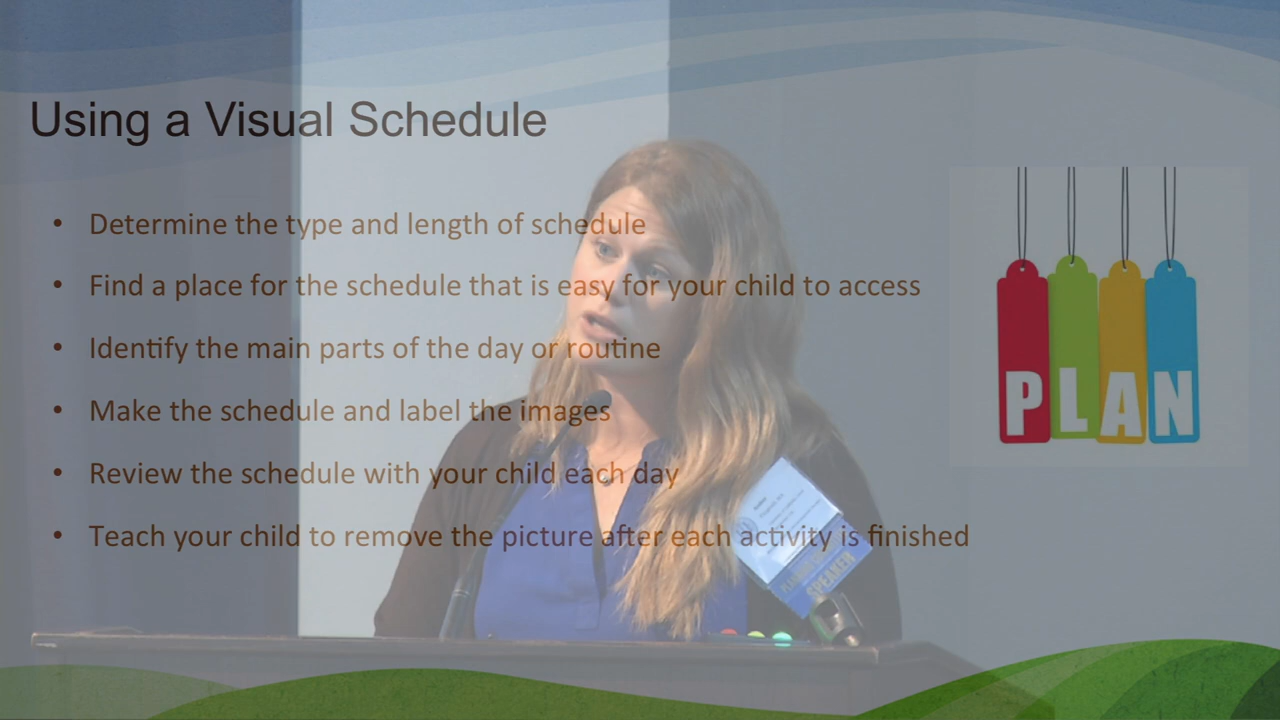 Using a Visual Schedule
• Determine the type and length of schedule
• Find a place for the schedule that is easy for your child to access
• Identify the main parts of the day or routine
• Make the schedule and label the images
• Review the schedule with your child each day
• Teach your child to remove the picture after each activity is finished
PLAN
SPEAKER